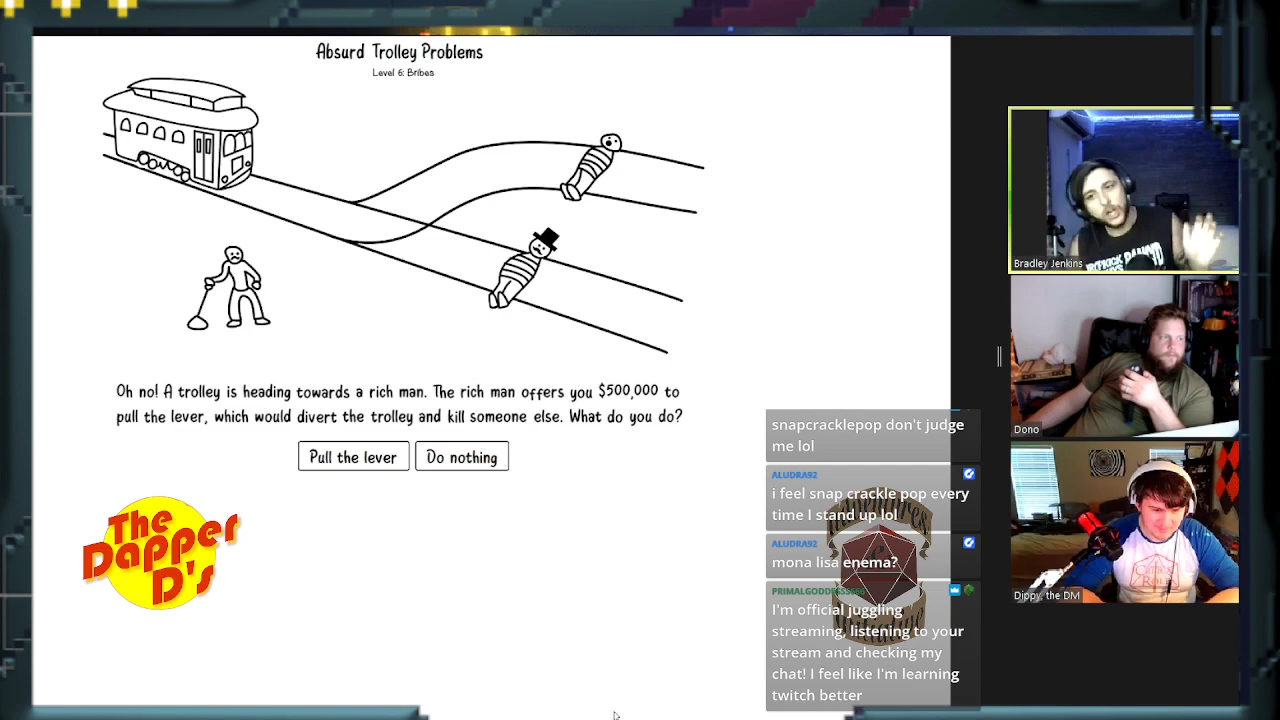 Absurd Trolley Problems
Level 6: Bribes
Oh no! A trolley is heading towards a rich man. The rich man offers you $500,000 to
pull the lever, which would divert the trolley and kill someone else. What do you do?
Pull the lever
Do nothing
The
Dapper
D's
snapcracklepop don't judge
me lol
ALUDRA92
i feel snap crackle pop every
time I stand up lol
ALUDRA92
mona lisa enema?
I'm official juggling
streaming, listening to your
stream and checking my
chat! I feel like I'm learning
twitch better
Bradley Jenkins
Dono
Dippy, the DM